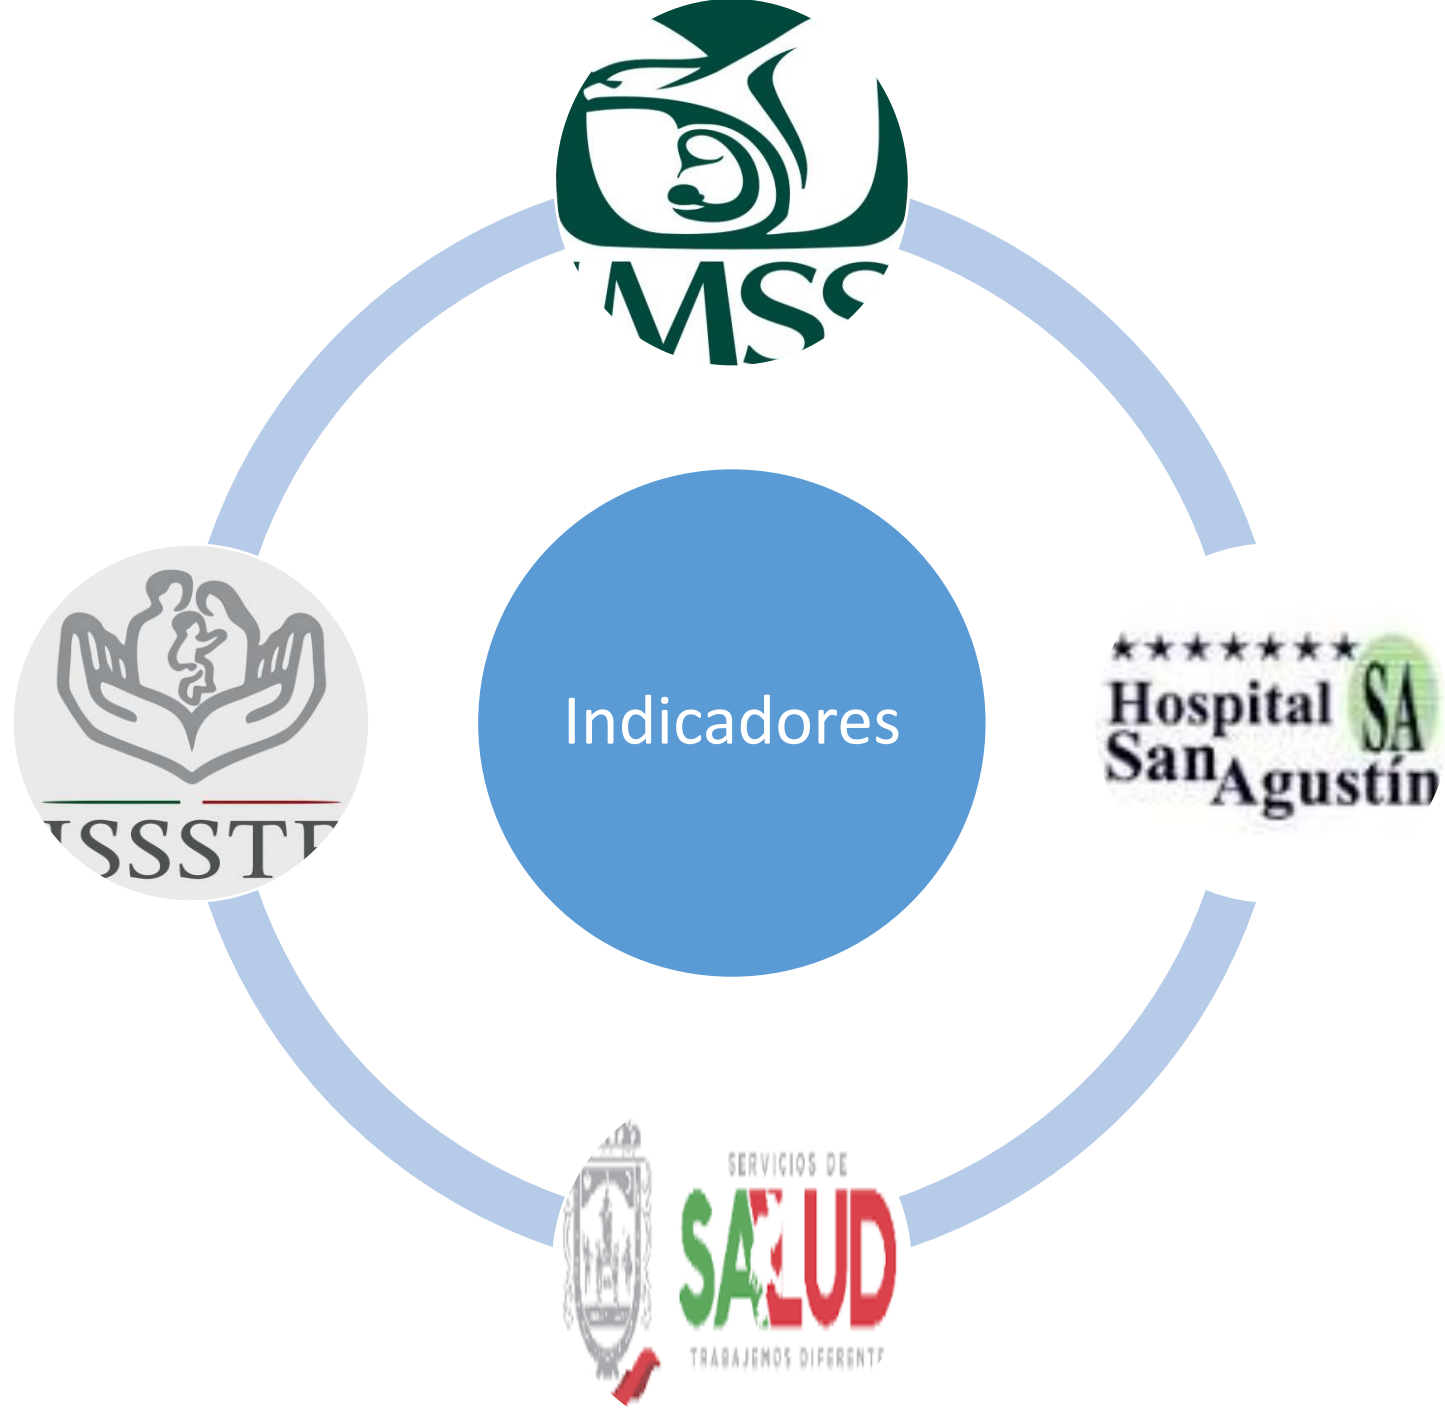 IMSS
Indicadores
ISSSTE
★★★★★★★
Hospital SA
San Agustín
SERVICIOS DE
SALUD
TRABAJEMOS DIFERENTE